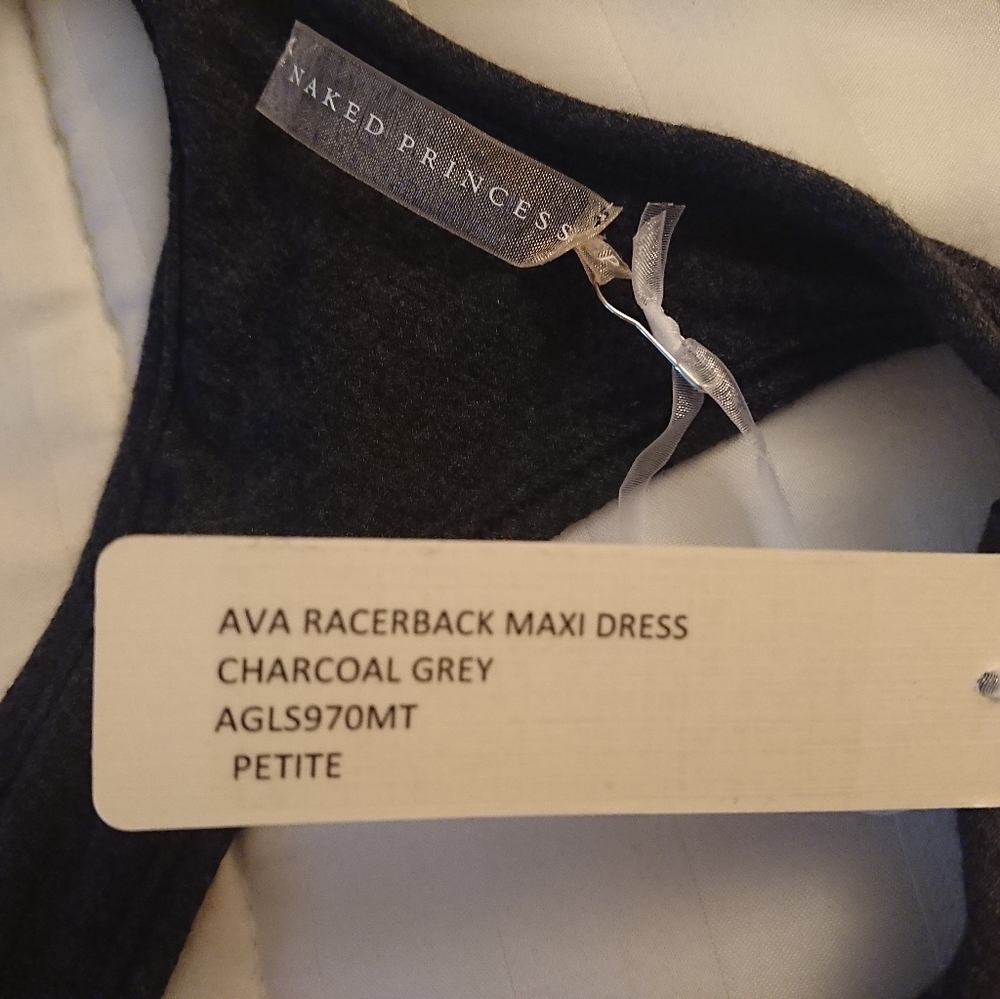 NAKED PRINCESS
AVA RACERBACK MAXI DRESS
CHARCOAL GREY
AGLS970MT
PETITE